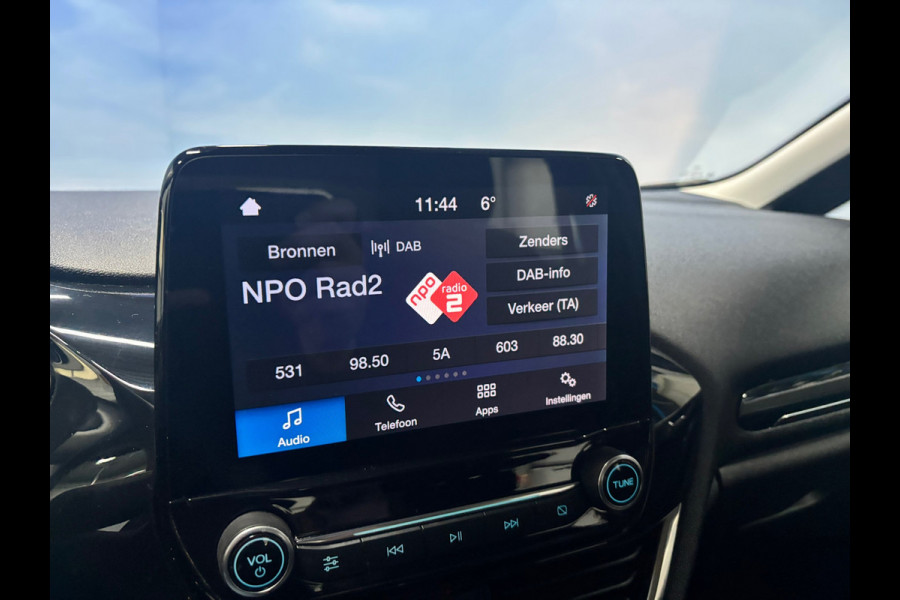 11:44 6°
Bronnen DAB
Zenders
DAB-info
Verkeer (TA)
NPO Rad2
npo radio 2
531 98.50 5A 603 88.30
Audio Telefoon Apps Instellingen
VOL
TUNE